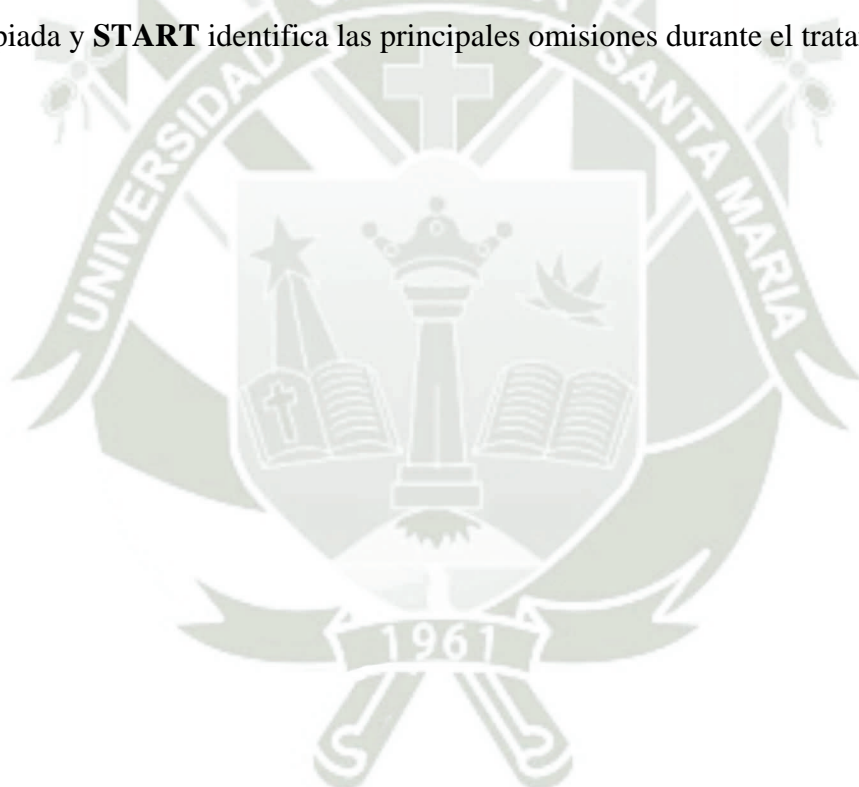 piada y START identifica las principales omisiones durante el trata
UNIVERSIDAD
SANTA MARIA
1961